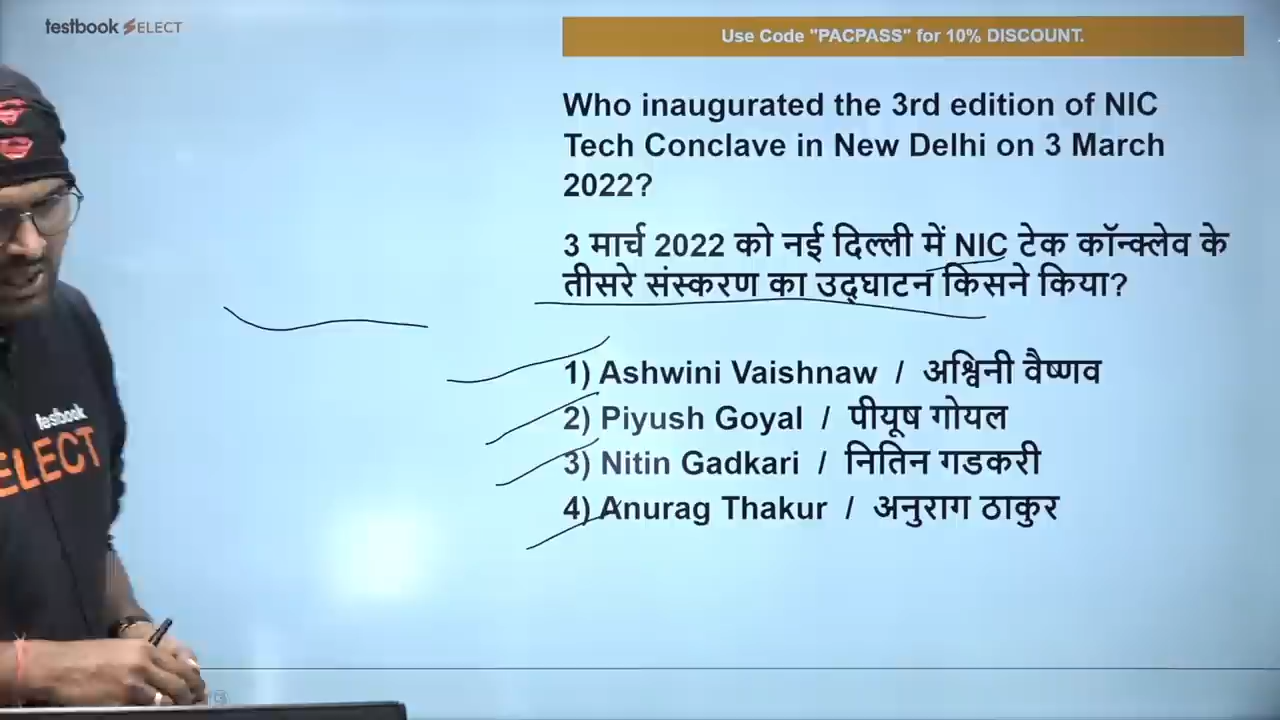 testbook SELECT
Use Code "PACPASS" for 10% DISCOUNT.
Who inaugurated the 3rd edition of NIC
Tech Conclave in New Delhi on 3 March
2022?
3 मार्च 2022 को नई दिल्ली में NIC टेक कॉन्क्लेव के
तीसरे संस्करण का उद्घाटन किसने किया?
1) Ashwini Vaishnaw / अश्विनी वैष्णव
2) Piyush Goyal / पीयूष गोयल
3) Nitin Gadkari / नितिन गडकरी
4) Anurag Thakur / अनुराग ठाकुर
testbook
ELECT